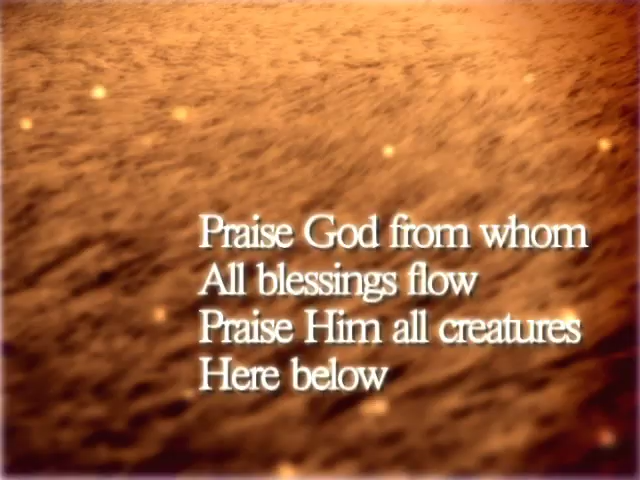 Praise God from whom
All blessings flow
Praise Him all creatures
Here below